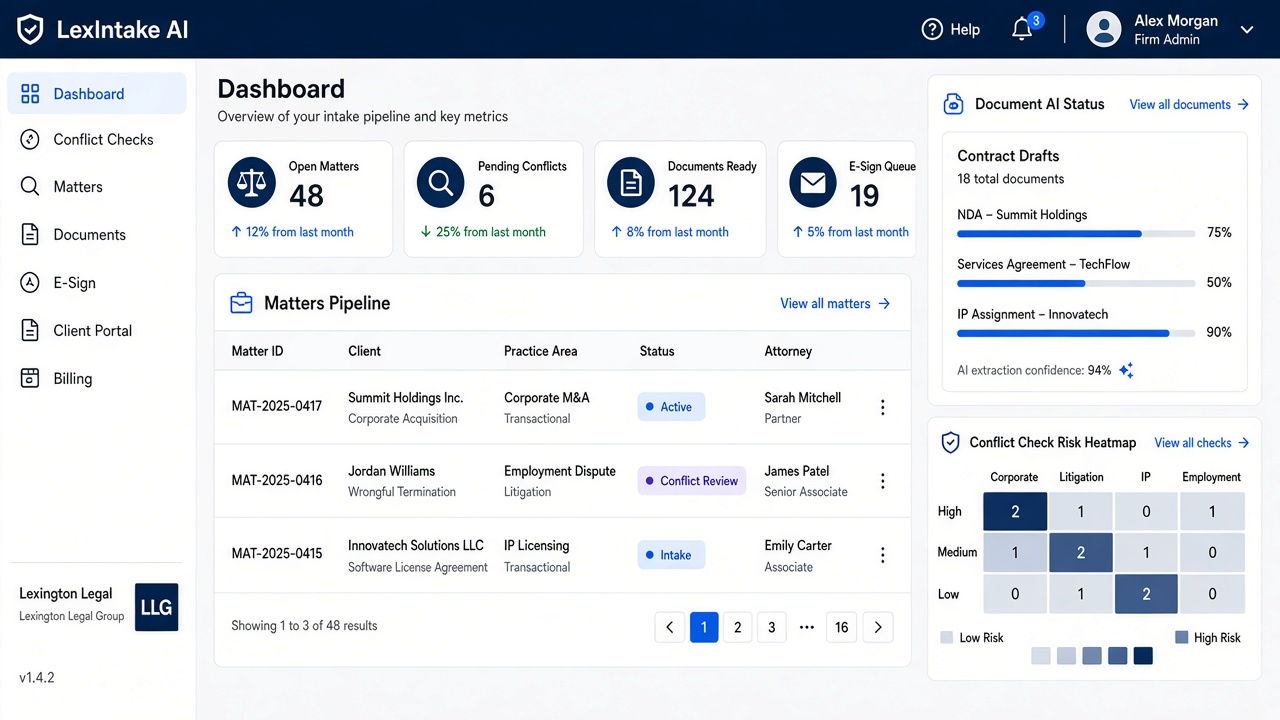 LexIntake AI
Help
3
Alex Morgan
Firm Admin
Dashboard
Conflict Checks
Matters
Documents
E-Sign
Client Portal
Billing
Lexington Legal
Lexington Legal Group
LLG
v1.4.2
Dashboard
Overview of your intake pipeline and key metrics
Open Matters
48
↑ 12% from last month
Pending Conflicts
6
↓ 25% from last month
Documents Ready
124
↑ 8% from last month
E-Sign Queue
19
↑ 5% from last month
Matters Pipeline
View all matters →
Matter ID Client Practice Area Status Attorney
MAT-2025-0417 Summit Holdings Inc. Corporate M&A Active Sarah Mitchell
Corporate Acquisition Transactional Partner
MAT-2025-0416 Jordan Williams Employment Dispute Conflict Review James Patel
Wrongful Termination Litigation Senior Associate
MAT-2025-0415 Innovatech Solutions LLC IP Licensing Intake Emily Carter
Software License Agreement Transactional Associate
Showing 1 to 3 of 48 results
< 1 2 3 ••• 16 >
Document AI Status
View all documents →
Contract Drafts
18 total documents
NDA – Summit Holdings
75%
Services Agreement – TechFlow
50%
IP Assignment – Innovatech
90%
AI extraction confidence: 94%
Conflict Check Risk Heatmap
View all checks →
Corporate Litigation IP Employment
High 2 1 0 1
Medium 1 2 1 0
Low 0 1 2 0
Low Risk High Risk